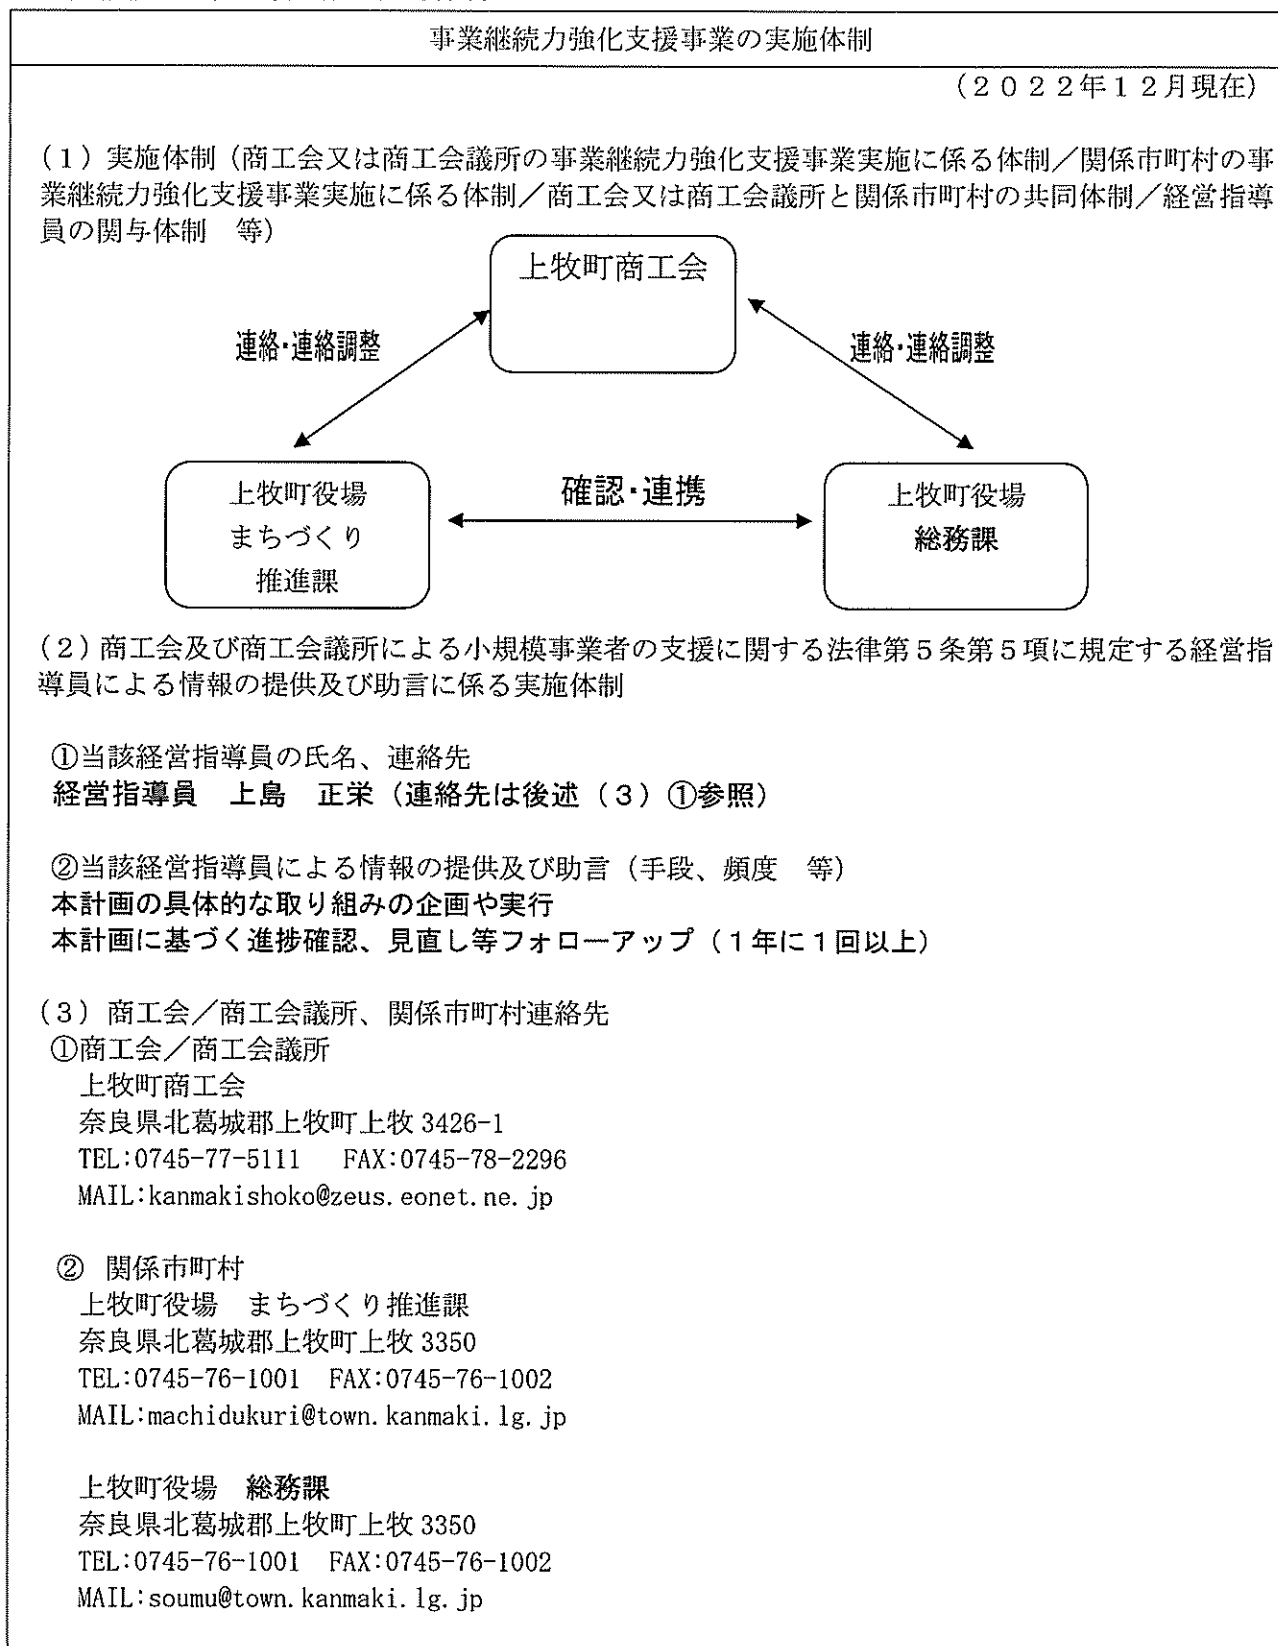 事業継続力強化支援事業の実施体制
(２０２２年１２月現在)
(１) 実施体制 (商工会又は商工会議所の事業継続力強化支援事業実施に係る体制／関係市町村の事
業継続力強化支援事業実施に係る体制／商工会又は商工会議所と関係市町村の共同体制／経営指導
員の関与体制　等)
上牧町商工会
連絡・連絡調整
連絡・連絡調整
上牧町役場
まちづくり
推進課
確認・連携
上牧町役場
総務課
(２) 商工会及び商工会議所による小規模事業者の支援に関する法律第５条第５項に規定する経営指
導員による情報の提供及び助言に係る実施体制
①当該経営指導員の氏名、連絡先
経営指導員　上島　正栄 (連絡先は後述 (３) ①参照)
②当該経営指導員による情報の提供及び助言 (手段、頻度　等)
本計画の具体的な取り組みの企画や実行
本計画に基づく進捗確認、見直し等フォローアップ (１年に１回以上)
(３) 商工会／商工会議所、関係市町村連絡先
①商工会／商工会議所
上牧町商工会
奈良県北葛城郡上牧町上牧 3426-1
TEL:0745-77-5111　FAX:0745-78-2296
MAIL:kanmakishoko@zeus.eonet.ne.jp
② 関係市町村
上牧町役場　まちづくり推進課
奈良県北葛城郡上牧町上牧 3350
TEL:0745-76-1001　FAX:0745-76-1002
MAIL:machidukuri@town.kanmaki.lg.jp
上牧町役場　総務課
奈良県北葛城郡上牧町上牧 3350
TEL:0745-76-1001　FAX:0745-76-1002
MAIL:soumu@town.kanmaki.lg.jp